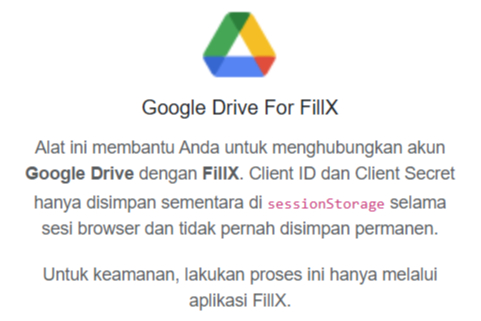 Google Drive For FillX
Alat ini membantu Anda untuk menghubungkan akun
Google Drive dengan FillX. Client ID dan Client Secret
hanya disimpan sementara di sessionStorage selama
sesi browser dan tidak pernah disimpan permanen.
Untuk keamanan, lakukan proses ini hanya melalui
aplikasi FillX.